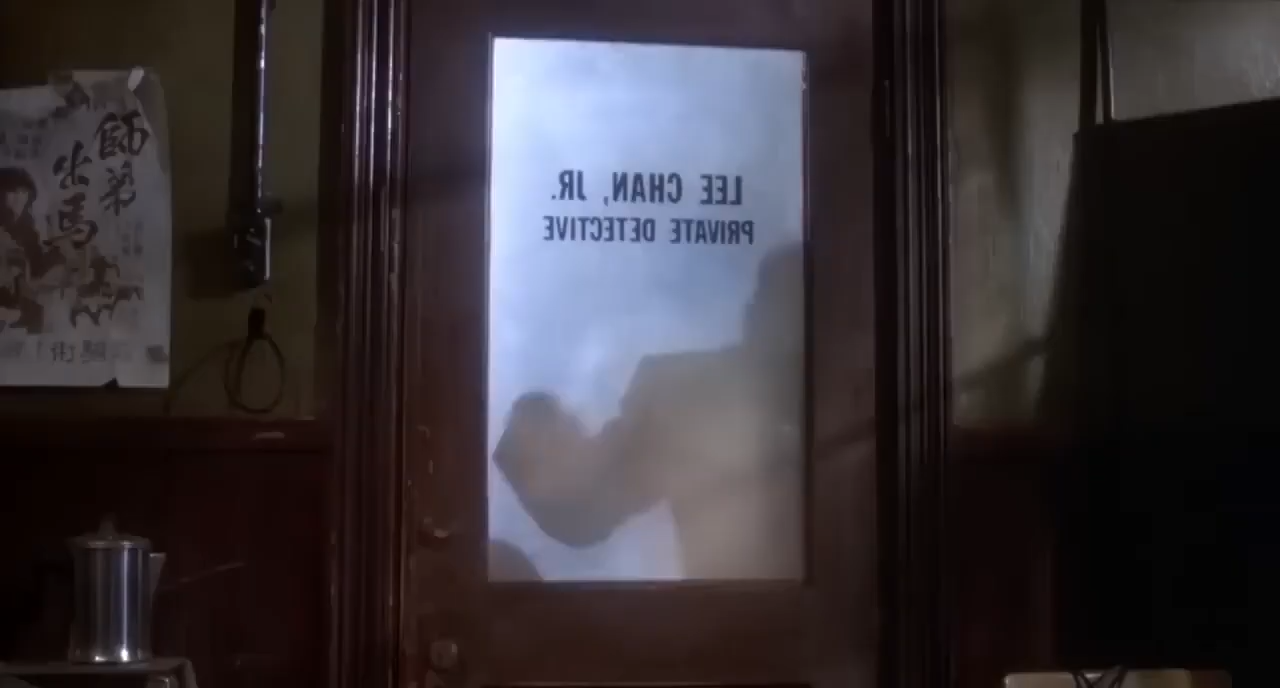 師弟出馬
LEE CHAN, JR.
PRIVATE DETECTIVE